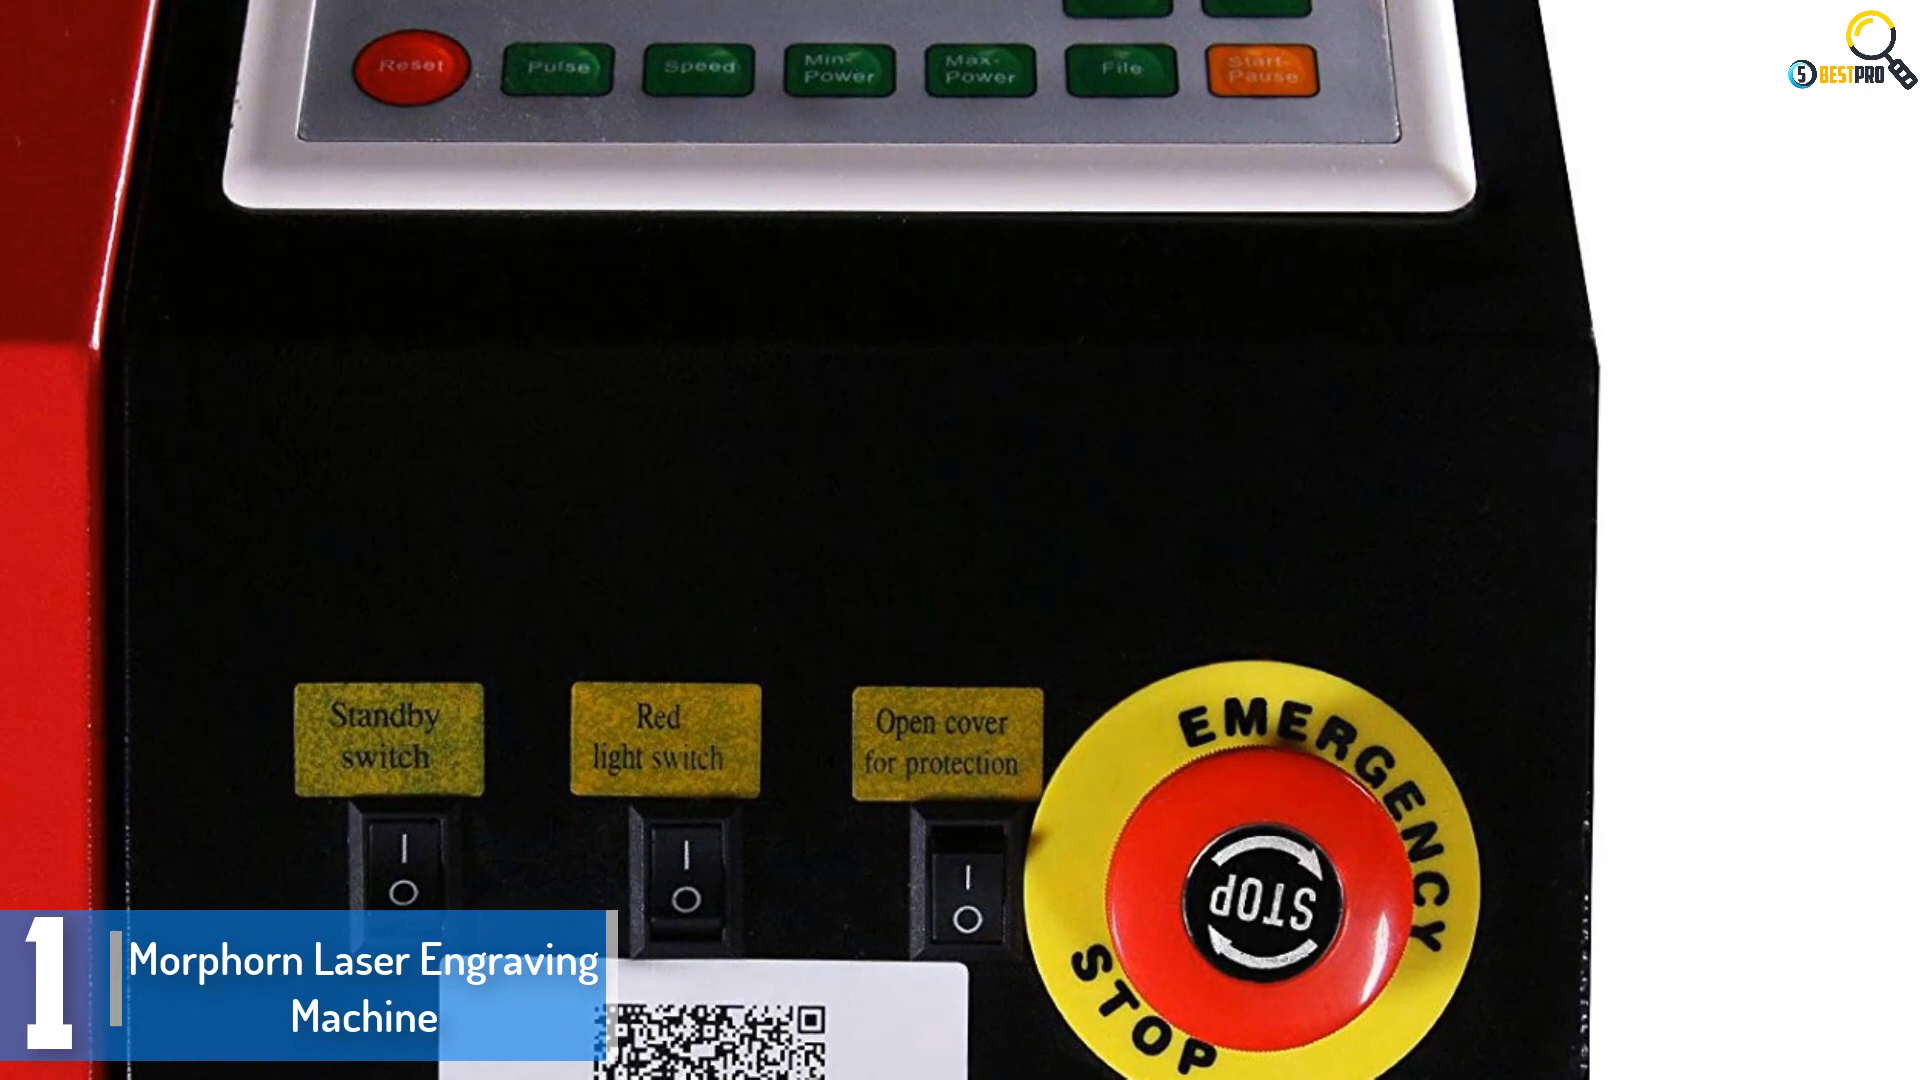 Reset
Pulse
Speed
Min-
Power
Max-
Power
File
Start-
Pause
5 BESTPRO
Standby
switch
Red
light switch
Open cover
for protection
EMERGENCY
STOP
STOP
1
Morphorn Laser Engraving
Machine